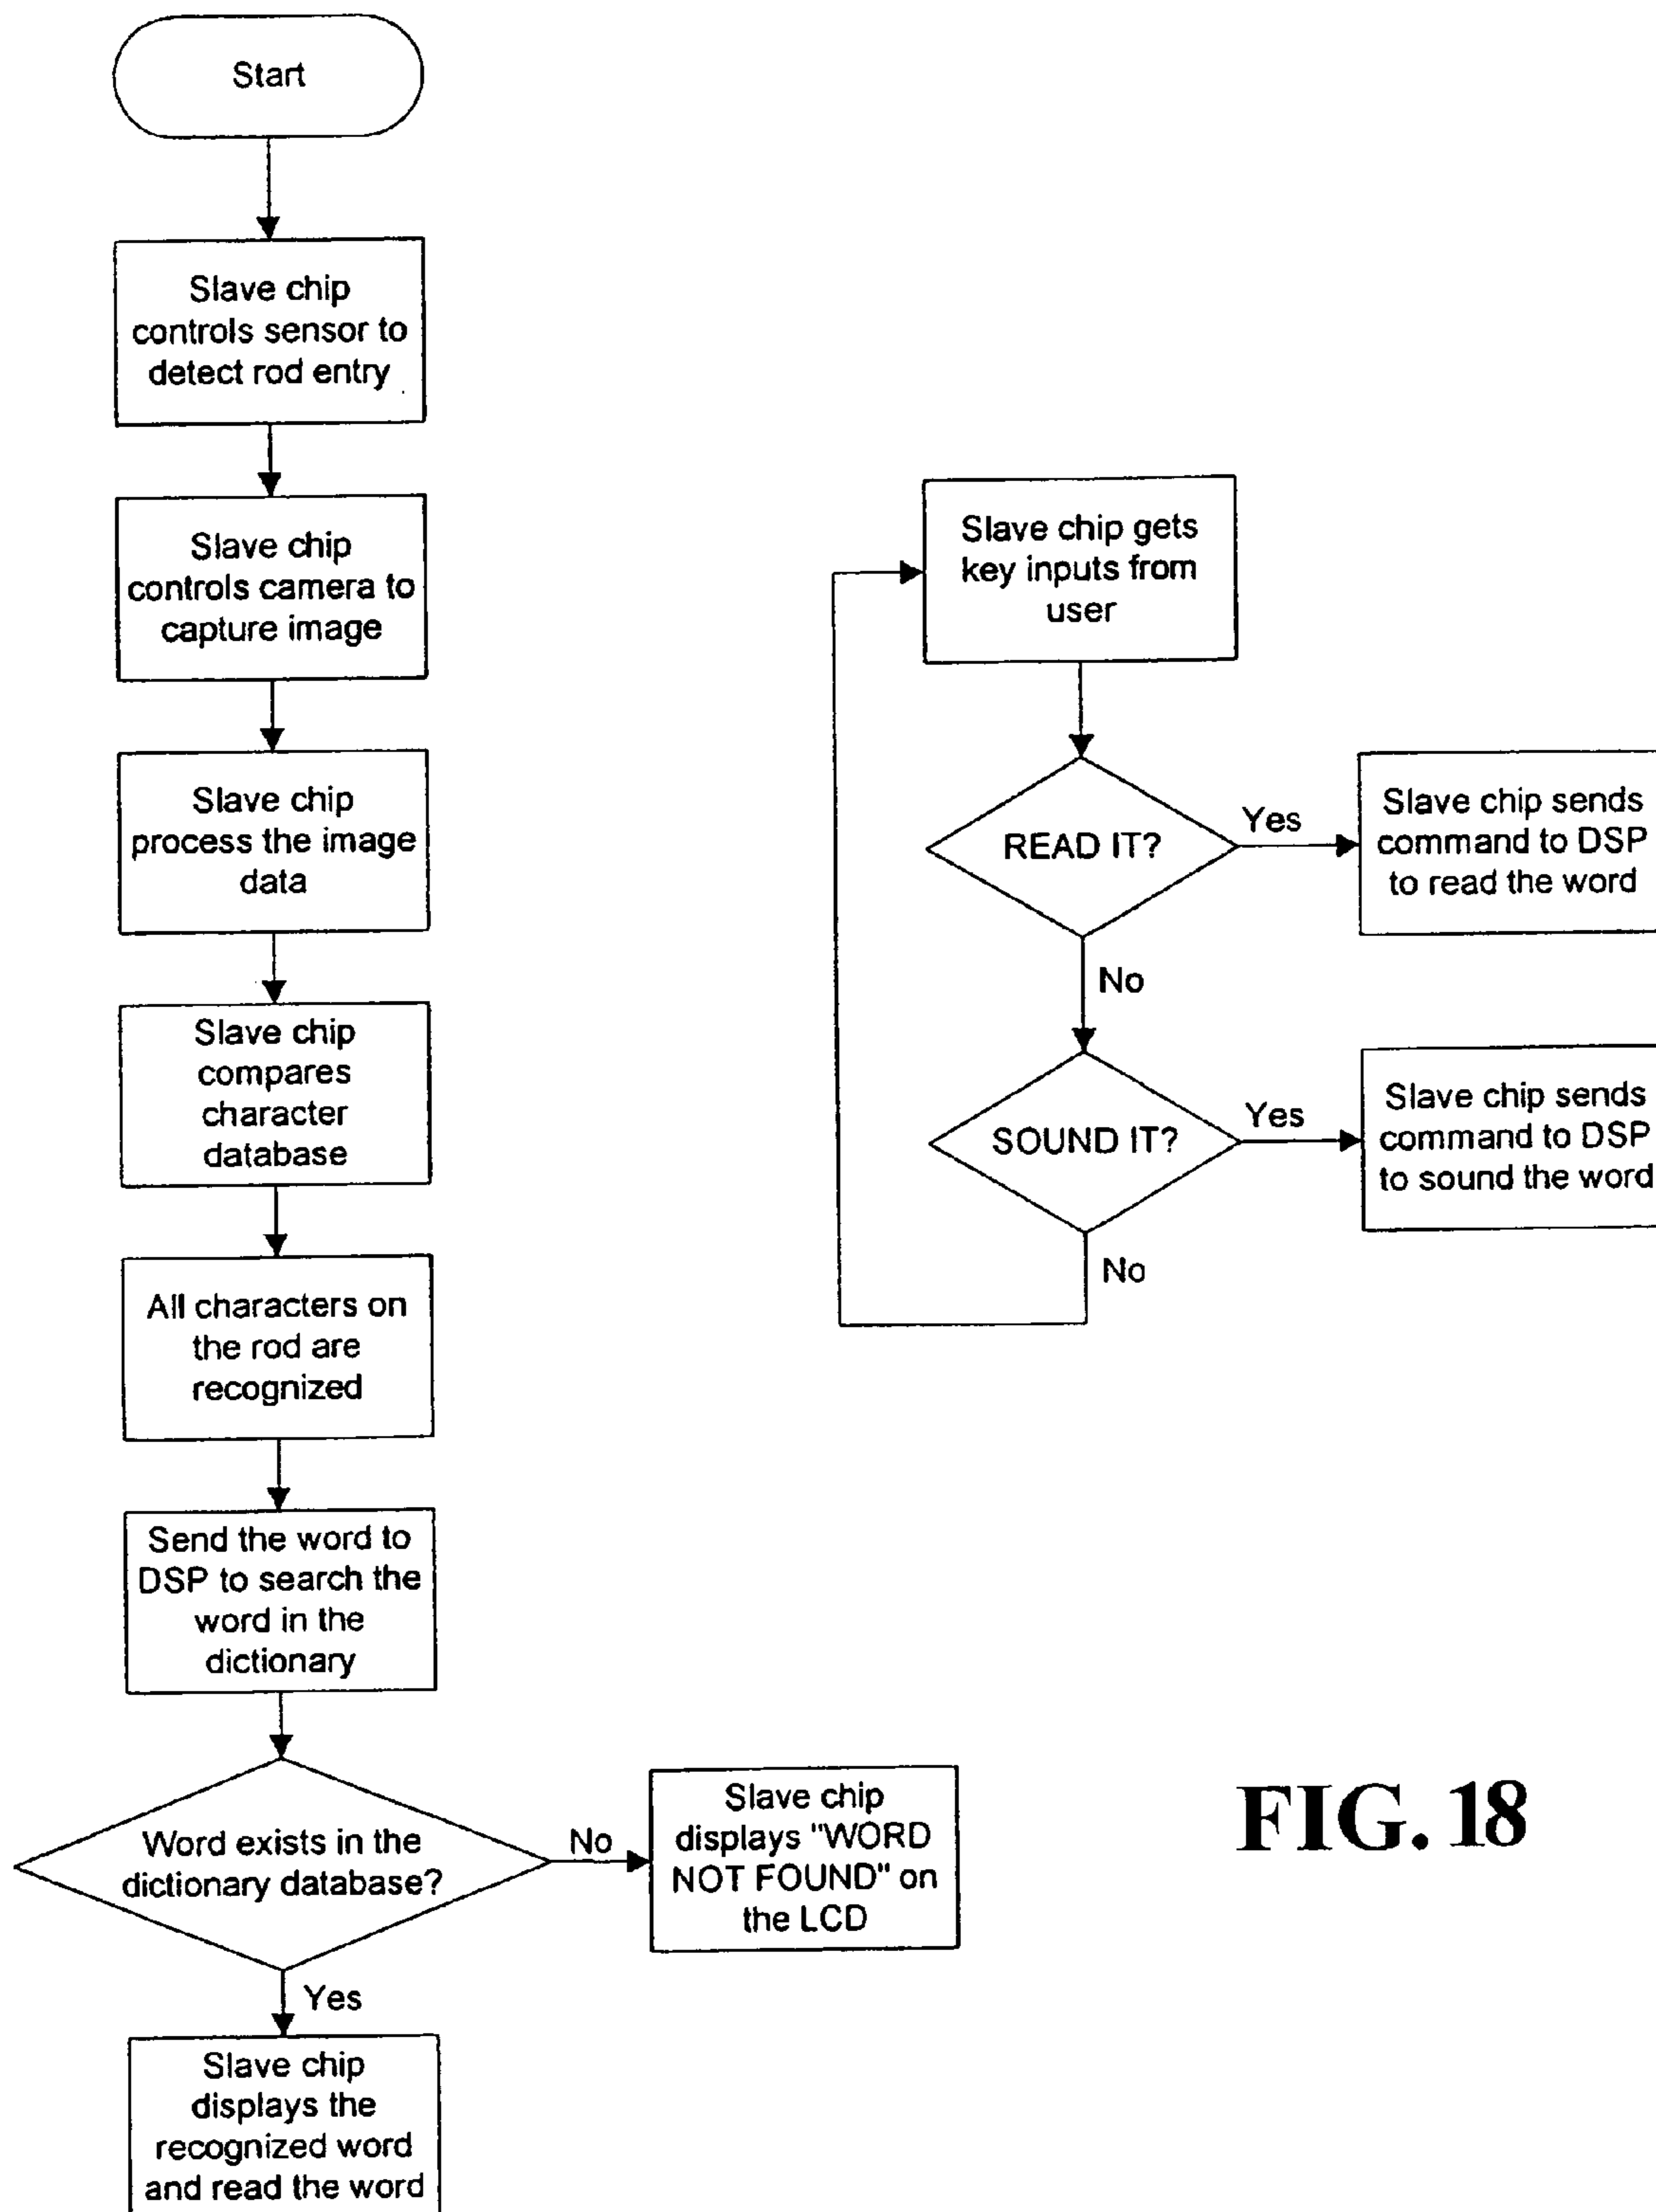 Start
Slave chip
controls sensor to
detect rod entry
Slave chip
controls camera to
capture image
Slave chip
process the image
data
Slave chip
compares
character
database
All characters on
the rod are
recognized
Send the word to
DSP to search the
word in the
dictionary
Word exists in the
dictionary database?
No
Slave chip
displays "WORD
NOT FOUND" on
the LCD
Yes
Slave chip
displays the
recognized word
and read the word
Slave chip gets
key inputs from
user
READ IT?
Yes
Slave chip sends
command to DSP
to read the word
No
SOUND IT?
Yes
Slave chip sends
command to DSP
to sound the word
No
FIG. 18